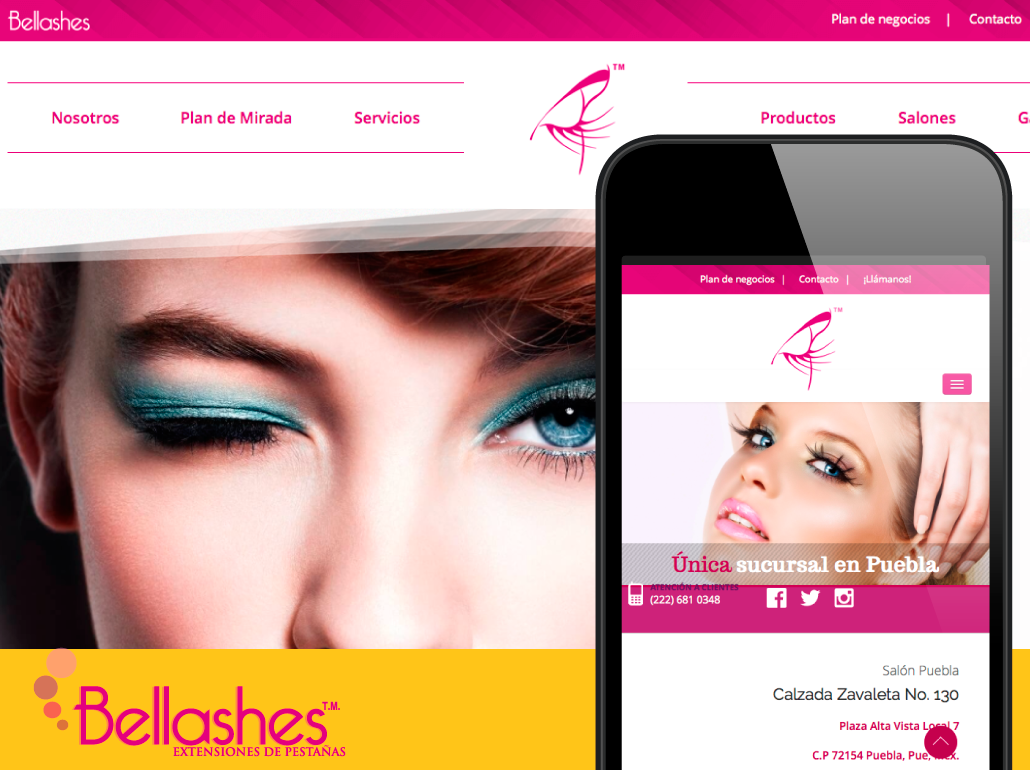 Bellashes
Plan de negocios | Contacto
TM
Nosotros Plan de Mirada Servicios
Productos Salones
Plan de negocios | Contacto | ¡Llámanos!
TM
Única sucursal en Puebla
ATENCIÓN A CLIENTES
(222) 681 0348
Salón Puebla
Calzada Zavaleta No. 130
Plaza Alta Vista Local 7
C.P 72154 Puebla, Pue, Mex.
Bellashes T.M.
EXTENSIONES DE PESTAÑAS